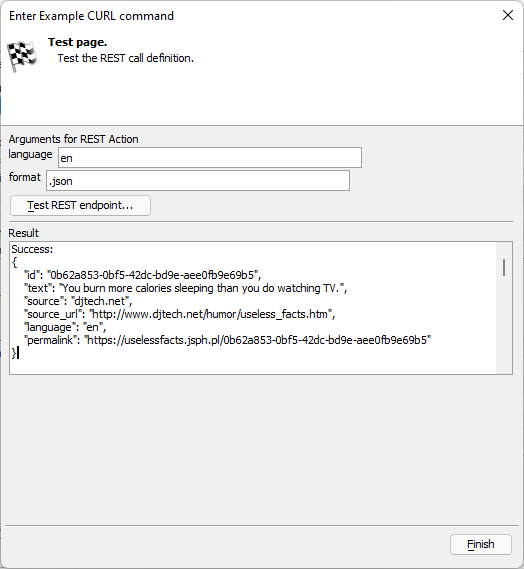 Enter Example CURL command
Test page.
Test the REST call definition.
Arguments for REST Action
language en
format .json
Test REST endpoint...
Result
Success:
{
"id": "0b62a853-0bf5-42dc-bd9e-aee0fb9e69b5",
"text": "You burn more calories sleeping than you do watching TV.",
"source": "djtech.net",
"source_url": "http://www.djtech.net/humor/useless_facts.htm",
"language": "en",
"permalink": "https://uselessfacts.jsph.pl/0b62a853-0bf5-42dc-bd9e-aee0fb9e69b5"
}
Finish